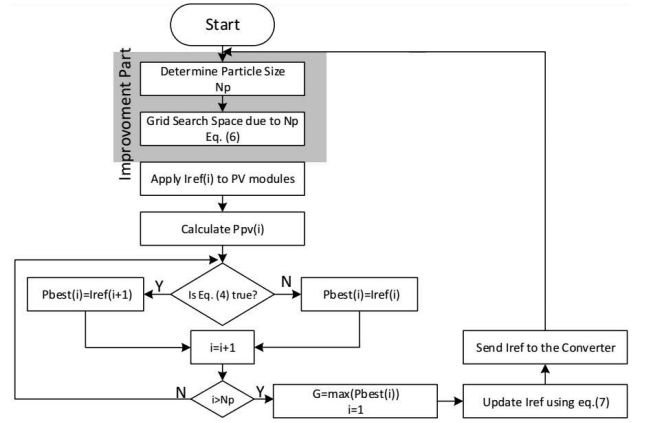 Start
Improvoment Part
Determine Particle Size
Np
Grid Search Space due to Np
Eq. (6)
Apply Iref(i) to PV modules
Calculate Ppv(i)
Is Eq. (4) true?
Y
N
Pbest(i)=Iref(i+1)
Pbest(i)=Iref(i)
i=i+1
i>Np
N
Y
G=max(Pbest(i))
i=1
Update Iref using eq.(7)
Send Iref to the Converter